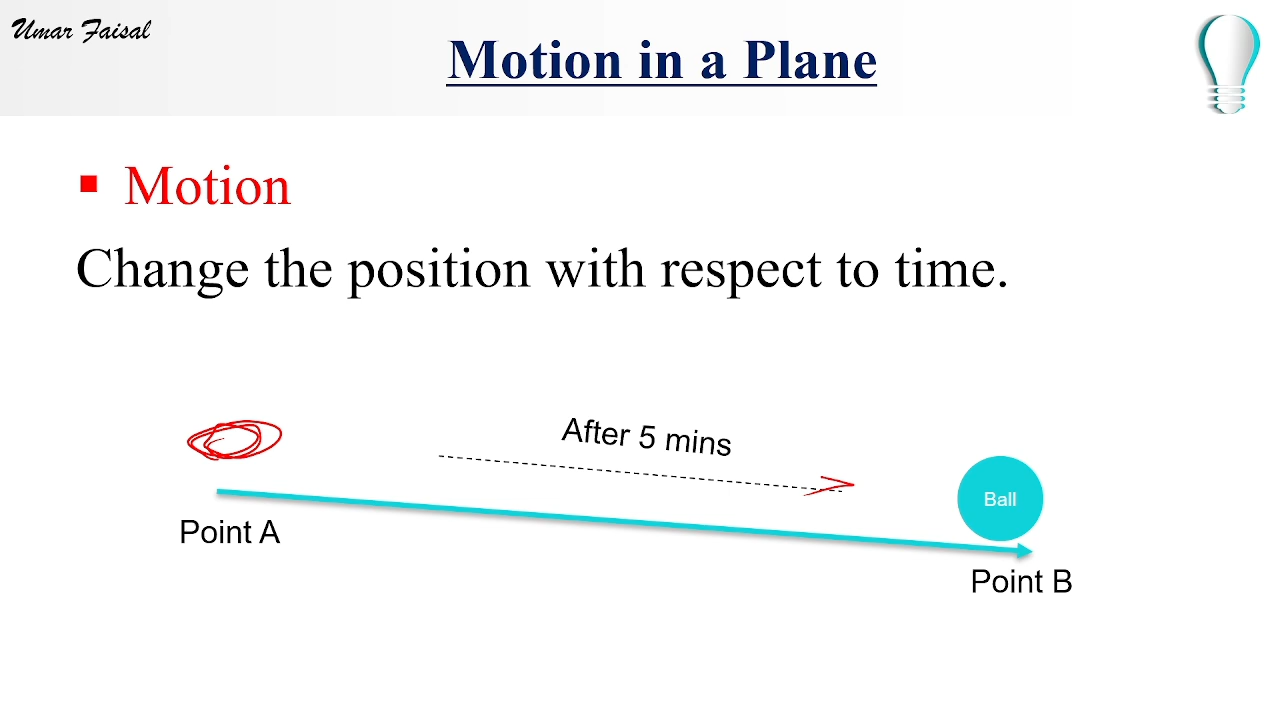 Umar Faisal
Motion in a Plane
Motion
Change the position with respect to time.
After 5 mins
Ball
Point A
Point B